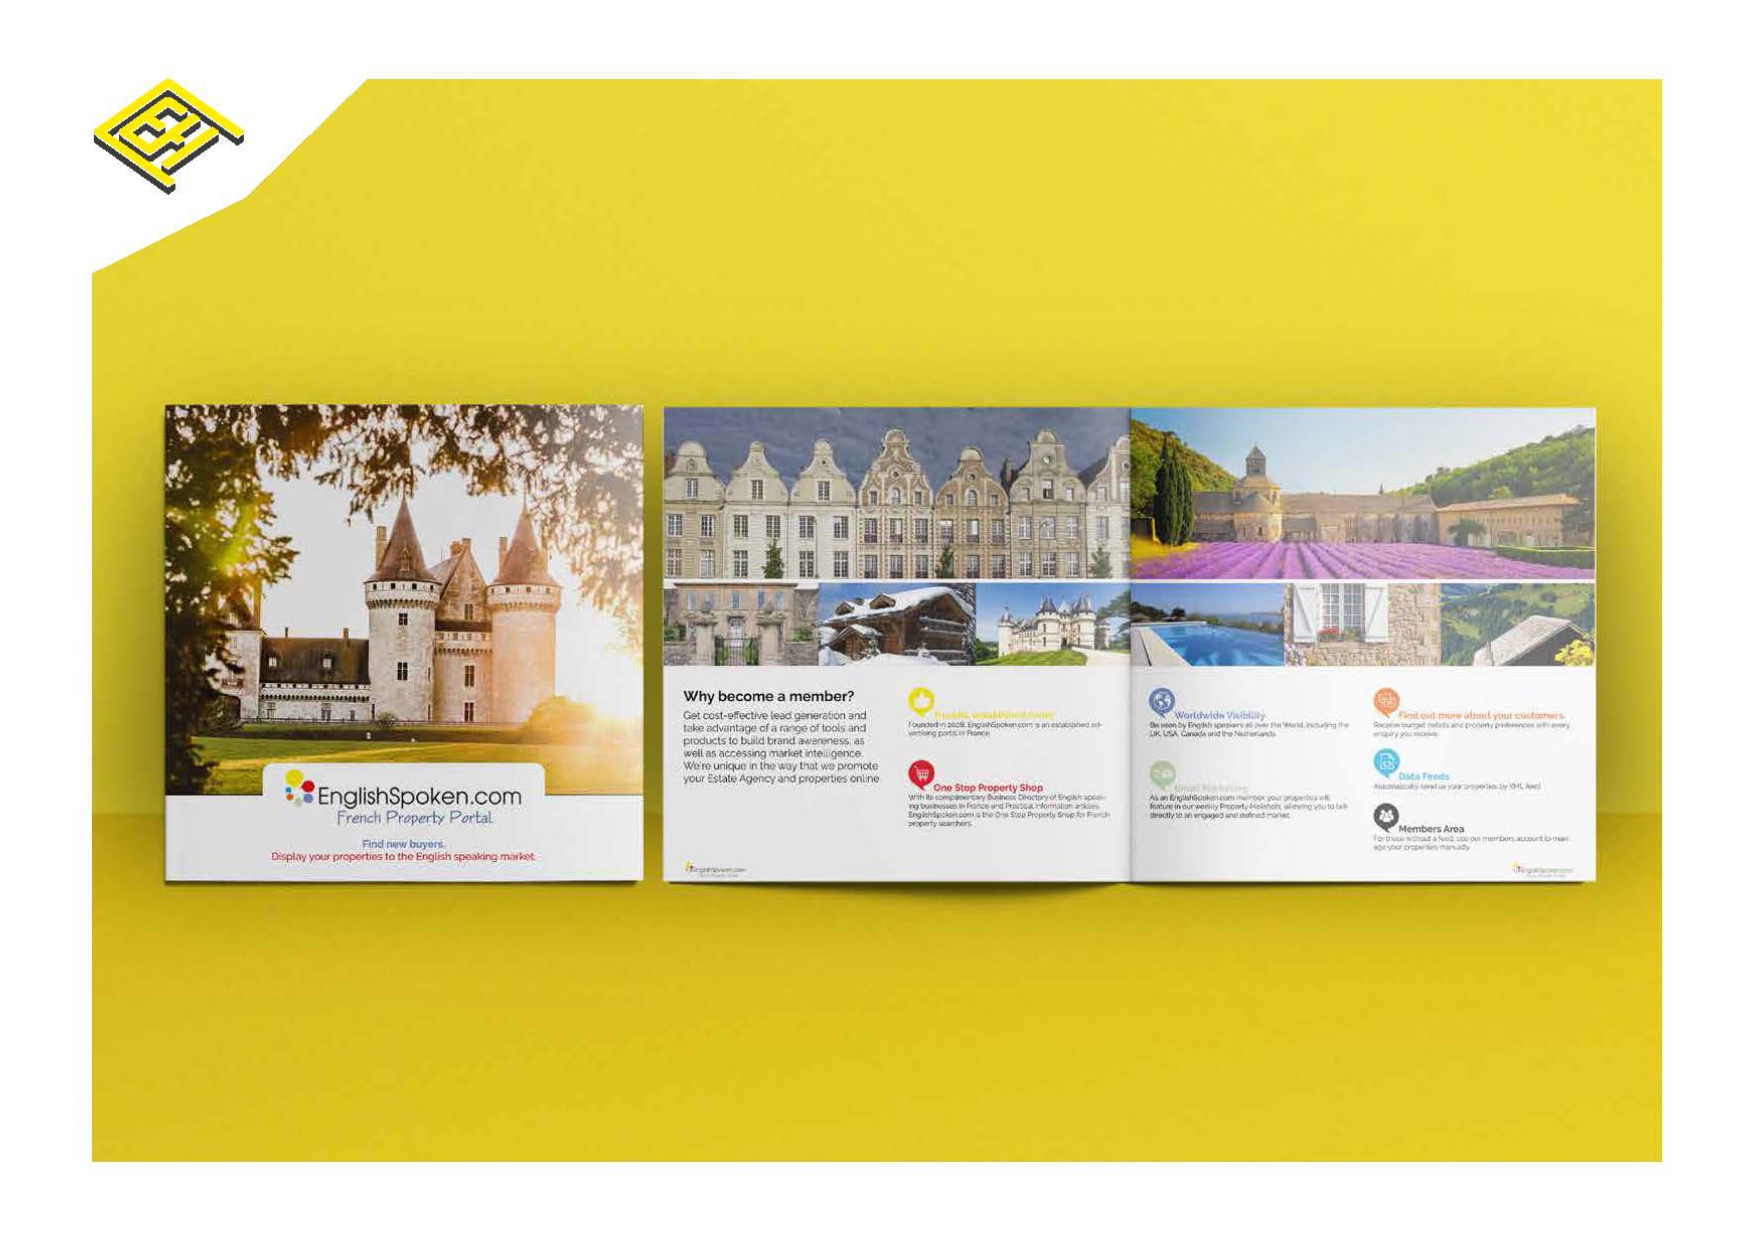 EnglishSpoken.com
French Property Portal
Find new buyers.
Display your properties to the English speaking market.
Why become a member?
Get cost-effective lead generation and
take advantage of a range of tools and
products to build brand awareness, as
well as accessing market intelligence.
We're unique in the way that we promote
your Estate Agency and properties online
Founded in 2008, EnglishSpoken.com is an established ad-
vertising portal in France
One Stop Property Shop
With its complimentary Business Directory of English speak-
ing businesses in France and Practical Information articles,
EnglishSpoken.com is the One Stop Property Shop for French
property searchers.
EnglishSpoken.com
Worldwide Visibility
Be seen by English speakers all over the World, including the
UK, USA, Canada and the Netherlands.
Email Marketing
As an EnglishSpoken.com member, your properties will
feature in our weekly Property Mailshots, allowing you to talk
directly to an engaged and defined market.
Find out more about your customers
Receive budget details and property preferences with every
enquiry you receive
Data Feeds
Automatically send us your properties by XML feed
Members Area
For those without a feed, use our members account to man-
age your properties manually
EnglishSpoken.com